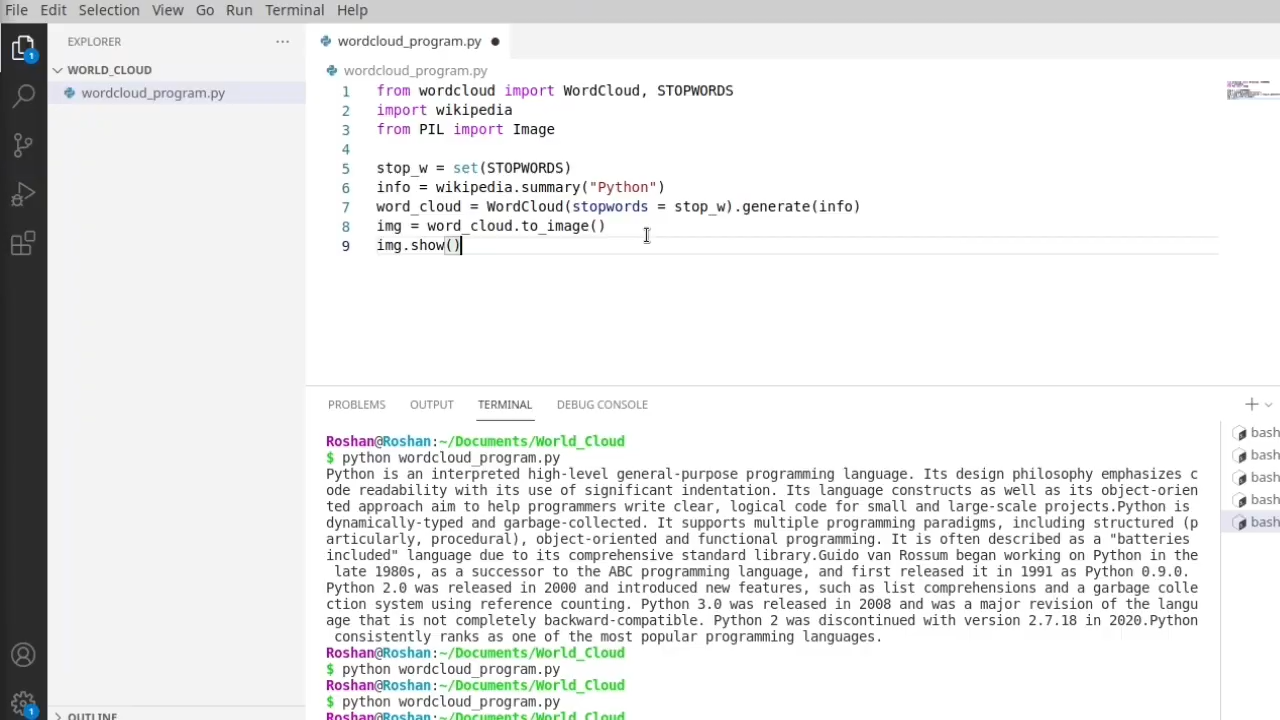 File Edit Selection View Go Run Terminal Help
EXPLORER
WORLD_CLOUD
wordcloud_program.py
1
1
OUTLINE
wordcloud_program.py
wordcloud_program.py
1 from wordcloud import WordCloud, STOPWORDS
2 import wikipedia
3 from PIL import Image
4
5 stop_w = set(STOPWORDS)
6 info = wikipedia.summary("Python")
7 word_cloud = WordCloud(stopwords = stop_w).generate(info)
8 img = word_cloud.to_image()
9 img.show()
PROBLEMS OUTPUT TERMINAL DEBUG CONSOLE
Roshan@Roshan:~/Documents/World_Cloud
$ python wordcloud_program.py
Python is an interpreted high-level general-purpose programming language. Its design philosophy emphasizes c
ode readability with its use of significant indentation. Its language constructs as well as its object-orien
ted approach aim to help programmers write clear, logical code for small and large-scale projects.Python is
dynamically-typed and garbage-collected. It supports multiple programming paradigms, including structured (p
articularly, procedural), object-oriented and functional programming. It is often described as a "batteries
included" language due to its comprehensive standard library.Guido van Rossum began working on Python in the
late 1980s, as a successor to the ABC programming language, and first released it in 1991 as Python 0.9.0.
Python 2.0 was released in 2000 and introduced new features, such as list comprehensions and a garbage colle
ction system using reference counting. Python 3.0 was released in 2008 and was a major revision of the langu
age that is not completely backward-compatible. Python 2 was discontinued with version 2.7.18 in 2020.Python
consistently ranks as one of the most popular programming languages.
Roshan@Roshan:~/Documents/World_Cloud
$ python wordcloud_program.py
Roshan@Roshan:~/Documents/World_Cloud
$ python wordcloud_program.py
Roshan@Roshan:~/Documents/World_Cloud
bash
bash
bash
bash
bash